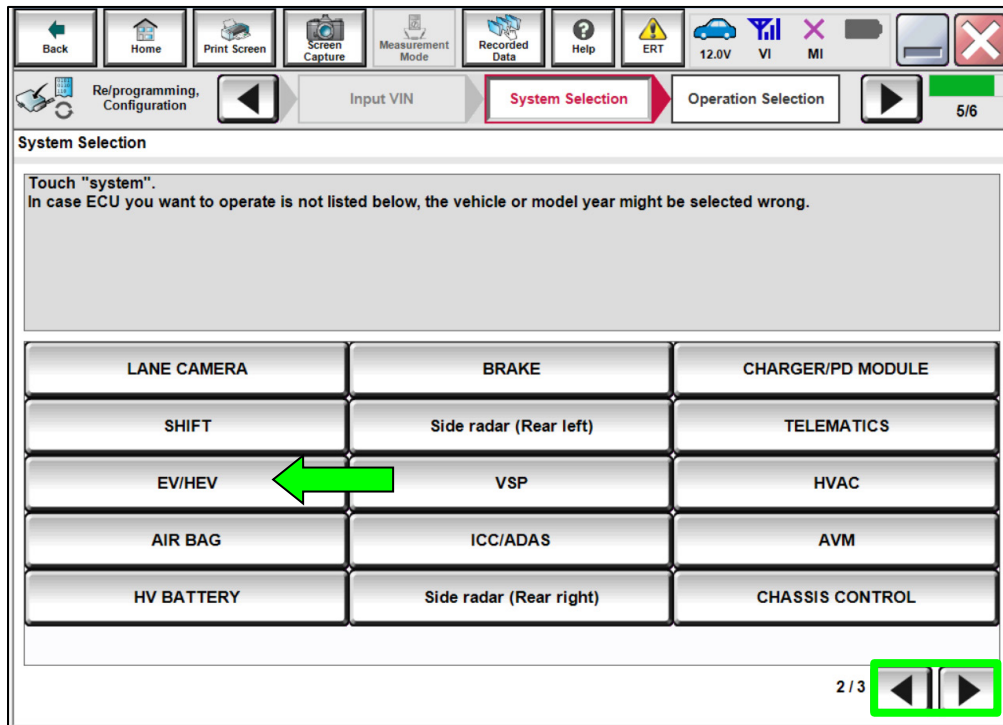 Back
Home
Print Screen
Screen
Capture
Measurement
Mode
Recorded
Data
Help
ERT
12.0V
VI
MI
Re/programming,
Configuration
Input VIN
System Selection
Operation Selection
5/6
System Selection
Touch "system".
In case ECU you want to operate is not listed below, the vehicle or model year might be selected wrong.
LANE CAMERA
BRAKE
CHARGER/PD MODULE
SHIFT
Side radar (Rear left)
TELEMATICS
EV/HEV
VSP
HVAC
AIR BAG
ICC/ADAS
AVM
HV BATTERY
Side radar (Rear right)
CHASSIS CONTROL
2 / 3